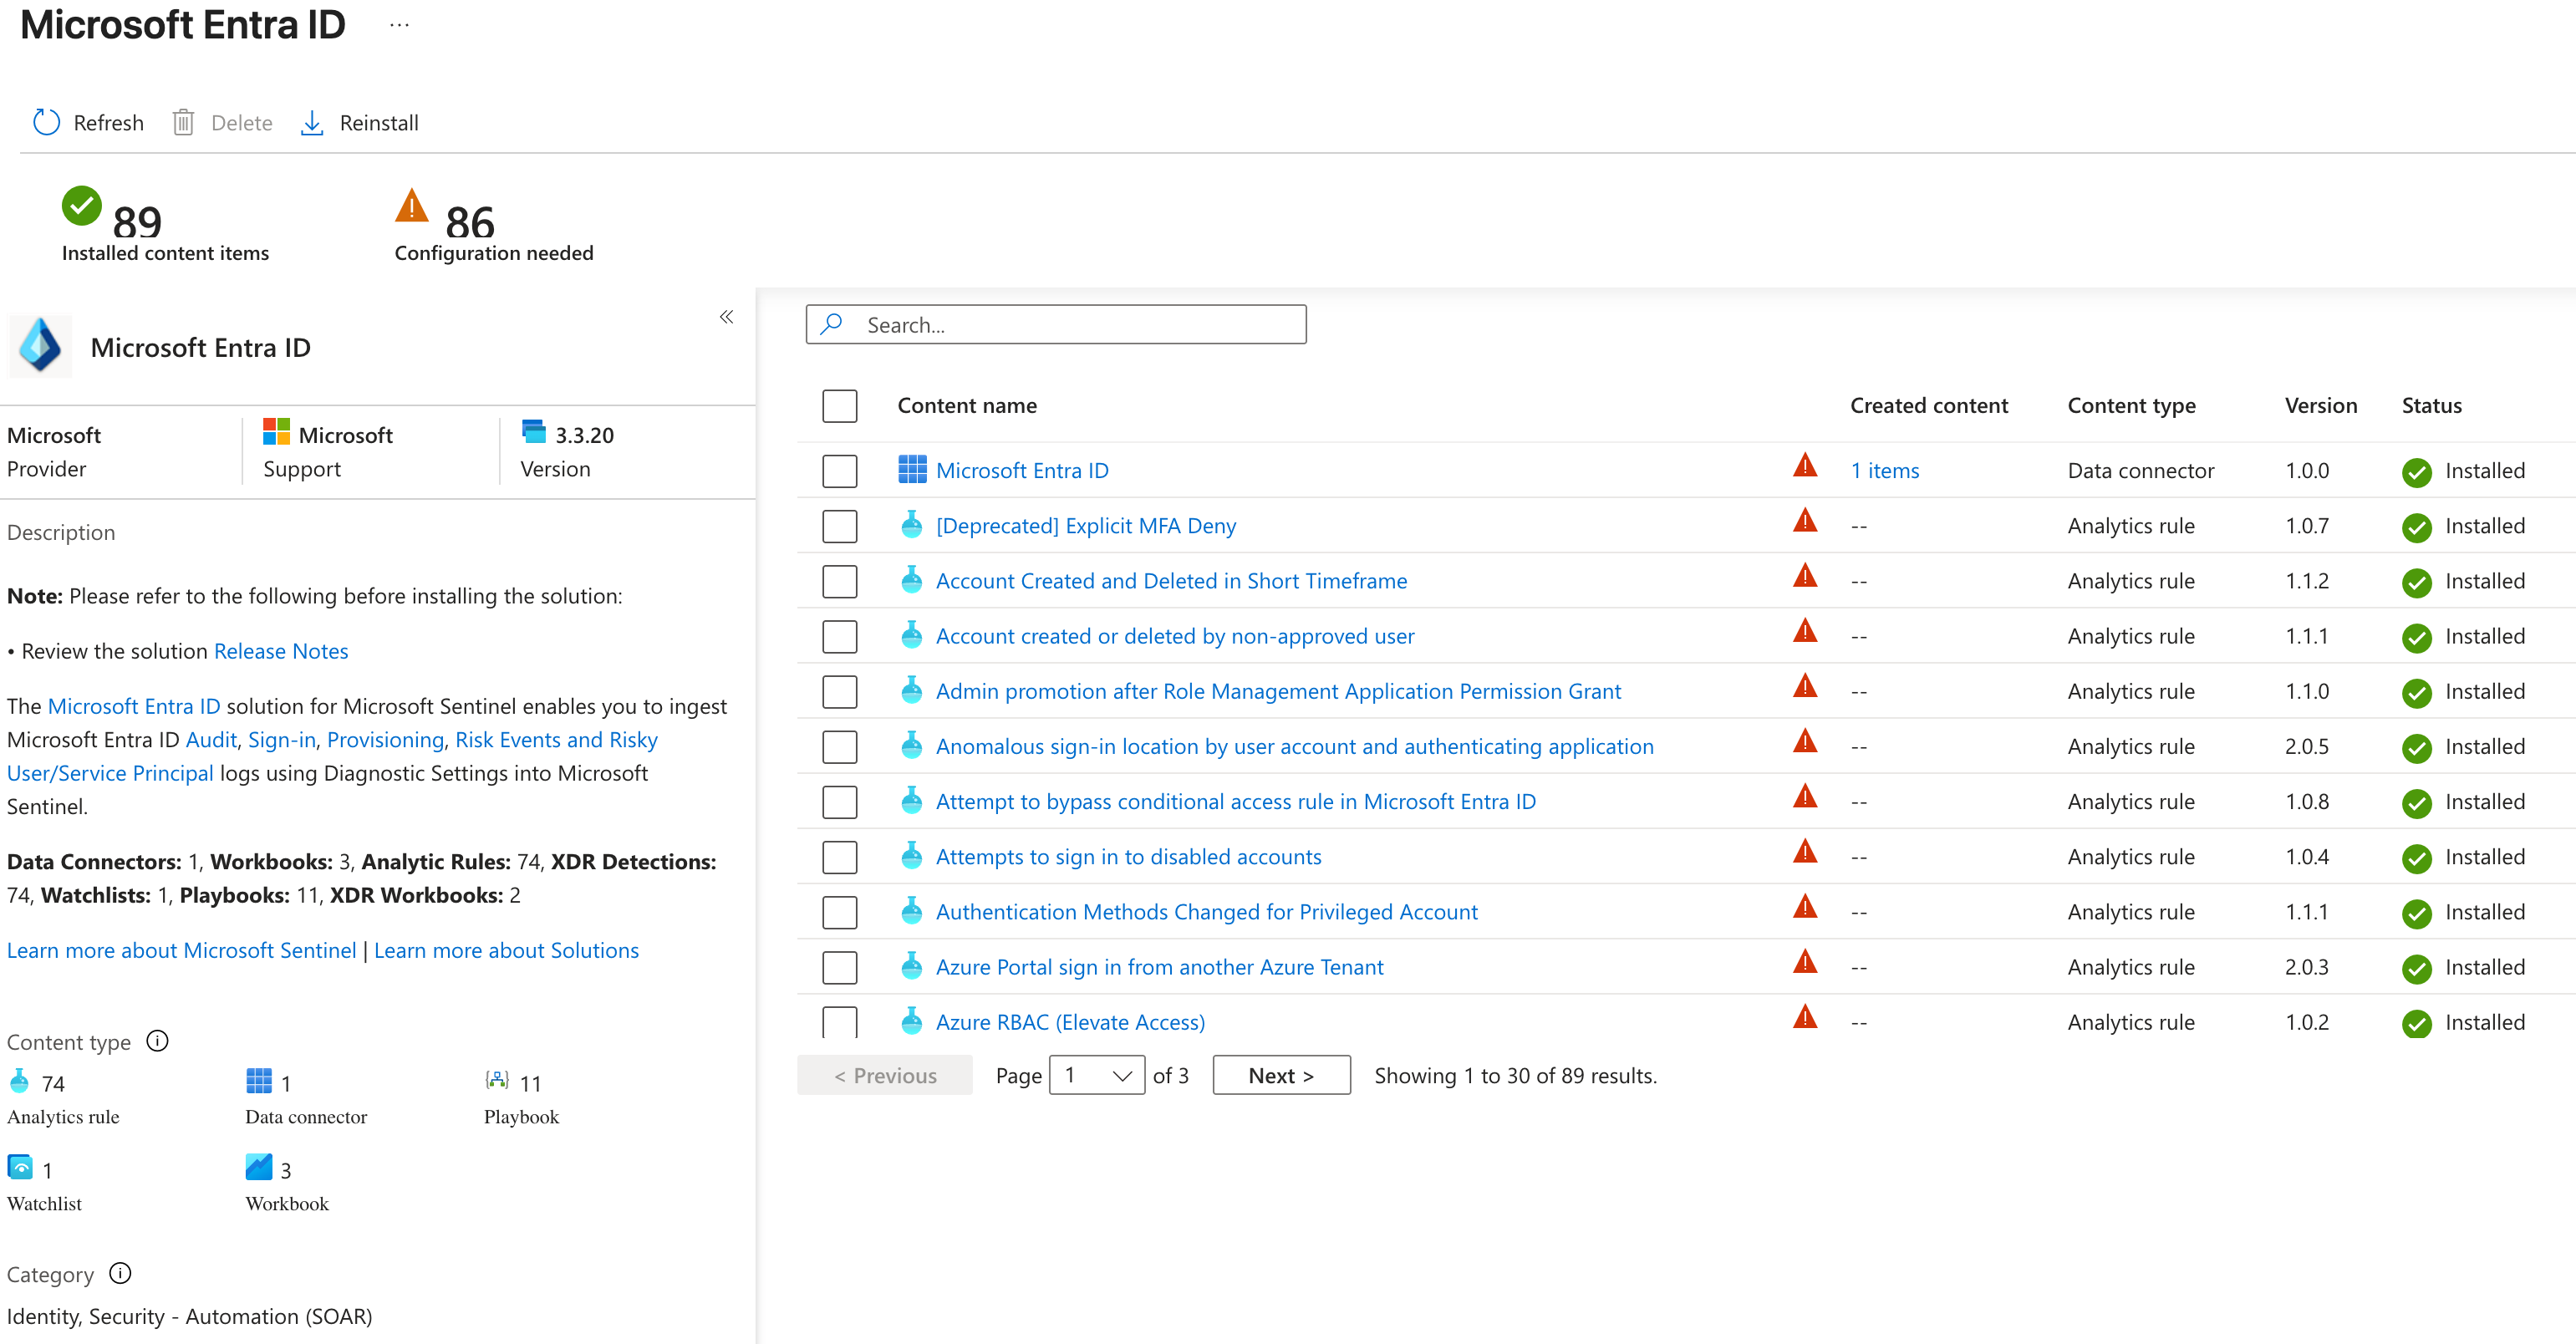 Microsoft Entra ID ...
Refresh Delete Reinstall
89 86
Installed content items Configuration needed
Microsoft Entra ID
Microsoft Microsoft 3.3.20
Provider Support Version
Description
Note: Please refer to the following before installing the solution:
• Review the solution Release Notes
The Microsoft Entra ID solution for Microsoft Sentinel enables you to ingest
Microsoft Entra ID Audit, Sign-in, Provisioning, Risk Events and Risky
User/Service Principal logs using Diagnostic Settings into Microsoft
Sentinel.
Data Connectors: 1, Workbooks: 3, Analytic Rules: 74, XDR Detections:
74, Watchlists: 1, Playbooks: 11, XDR Workbooks: 2
Learn more about Microsoft Sentinel | Learn more about Solutions
Content type
74 1 11
Analytics rule Data connector Playbook
1 3
Watchlist Workbook
Category
Identity, Security - Automation (SOAR)
Search...
Content name Created content Content type Version Status
Microsoft Entra ID 1 items Data connector 1.0.0 Installed
[Deprecated] Explicit MFA Deny -- Analytics rule 1.0.7 Installed
Account Created and Deleted in Short Timeframe -- Analytics rule 1.1.2 Installed
Account created or deleted by non-approved user -- Analytics rule 1.1.1 Installed
Admin promotion after Role Management Application Permission Grant -- Analytics rule 1.1.0 Installed
Anomalous sign-in location by user account and authenticating application -- Analytics rule 2.0.5 Installed
Attempt to bypass conditional access rule in Microsoft Entra ID -- Analytics rule 1.0.8 Installed
Attempts to sign in to disabled accounts -- Analytics rule 1.0.4 Installed
Authentication Methods Changed for Privileged Account -- Analytics rule 1.1.1 Installed
Azure Portal sign in from another Azure Tenant -- Analytics rule 2.0.3 Installed
Azure RBAC (Elevate Access) -- Analytics rule 1.0.2 Installed
< Previous Page 1 of 3 Next > Showing 1 to 30 of 89 results.